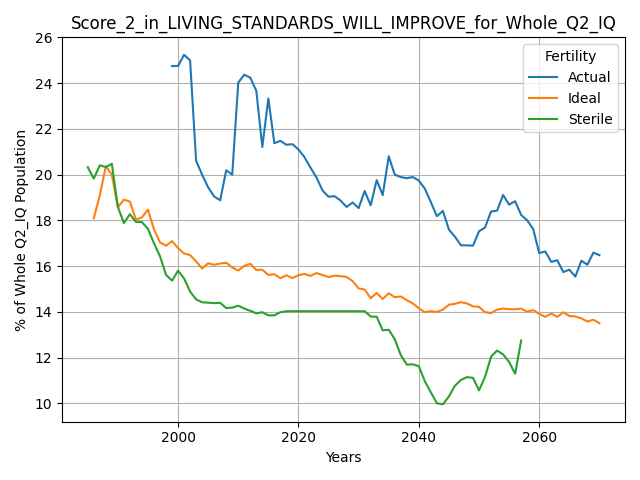 Score_2_in_LIVING_STANDARDS_WILL_IMPROVE_for_Whole_Q2_IQ
Fertility
Actual
Ideal
Sterile
% of Whole Q2_IQ Population
26
24
22
20
18
16
14
12
10
2000
2020
2040
2060
Years